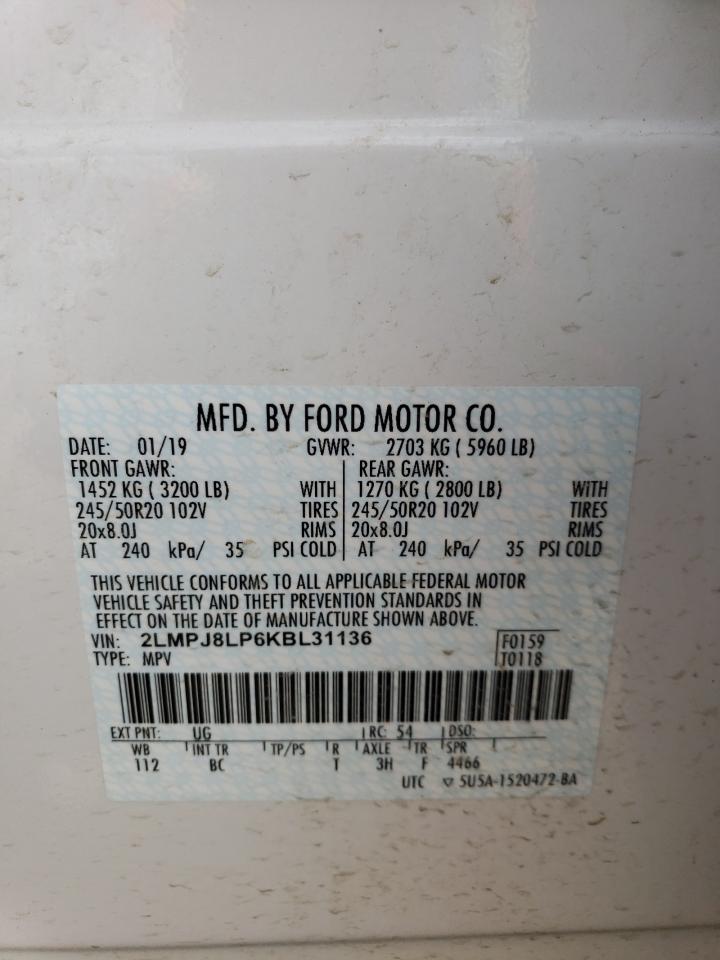 MFD. BY FORD MOTOR CO.
DATE: 01/19 GVWR: 2703 KG ( 5960 LB)
FRONT GAWR: REAR GAWR:
1452 KG ( 3200 LB) WITH 1270 KG ( 2800 LB) WiTH
245/50R20 102V TIRES 245/50R20 102V TIRES
20x8.0J RIMS 20x8.0J RIMS
AT 240 kPa/ 35 PSI COLD AT 240 kPa/ 35 PSI COLD
THIS VEHICLE CONFORMS TO ALL APPLICABLE FEDERAL MOTOR
VEHICLE SAFETY AND THEFT PREVENTION STANDARDS IN
EFFECT ON THE DATE OF MANUFACTURE SHOWN ABOVE.
VIN: 2LMPJ8LP6KBL31136 F0159
TYPE: MPV T0118
EXT PNT: UG RC: 54 DSO:
WB INT TR TP/PS R AXLE TR SPR
112 BC T 3H F 4466
UTC ▽ 5U5A-1520472-BA